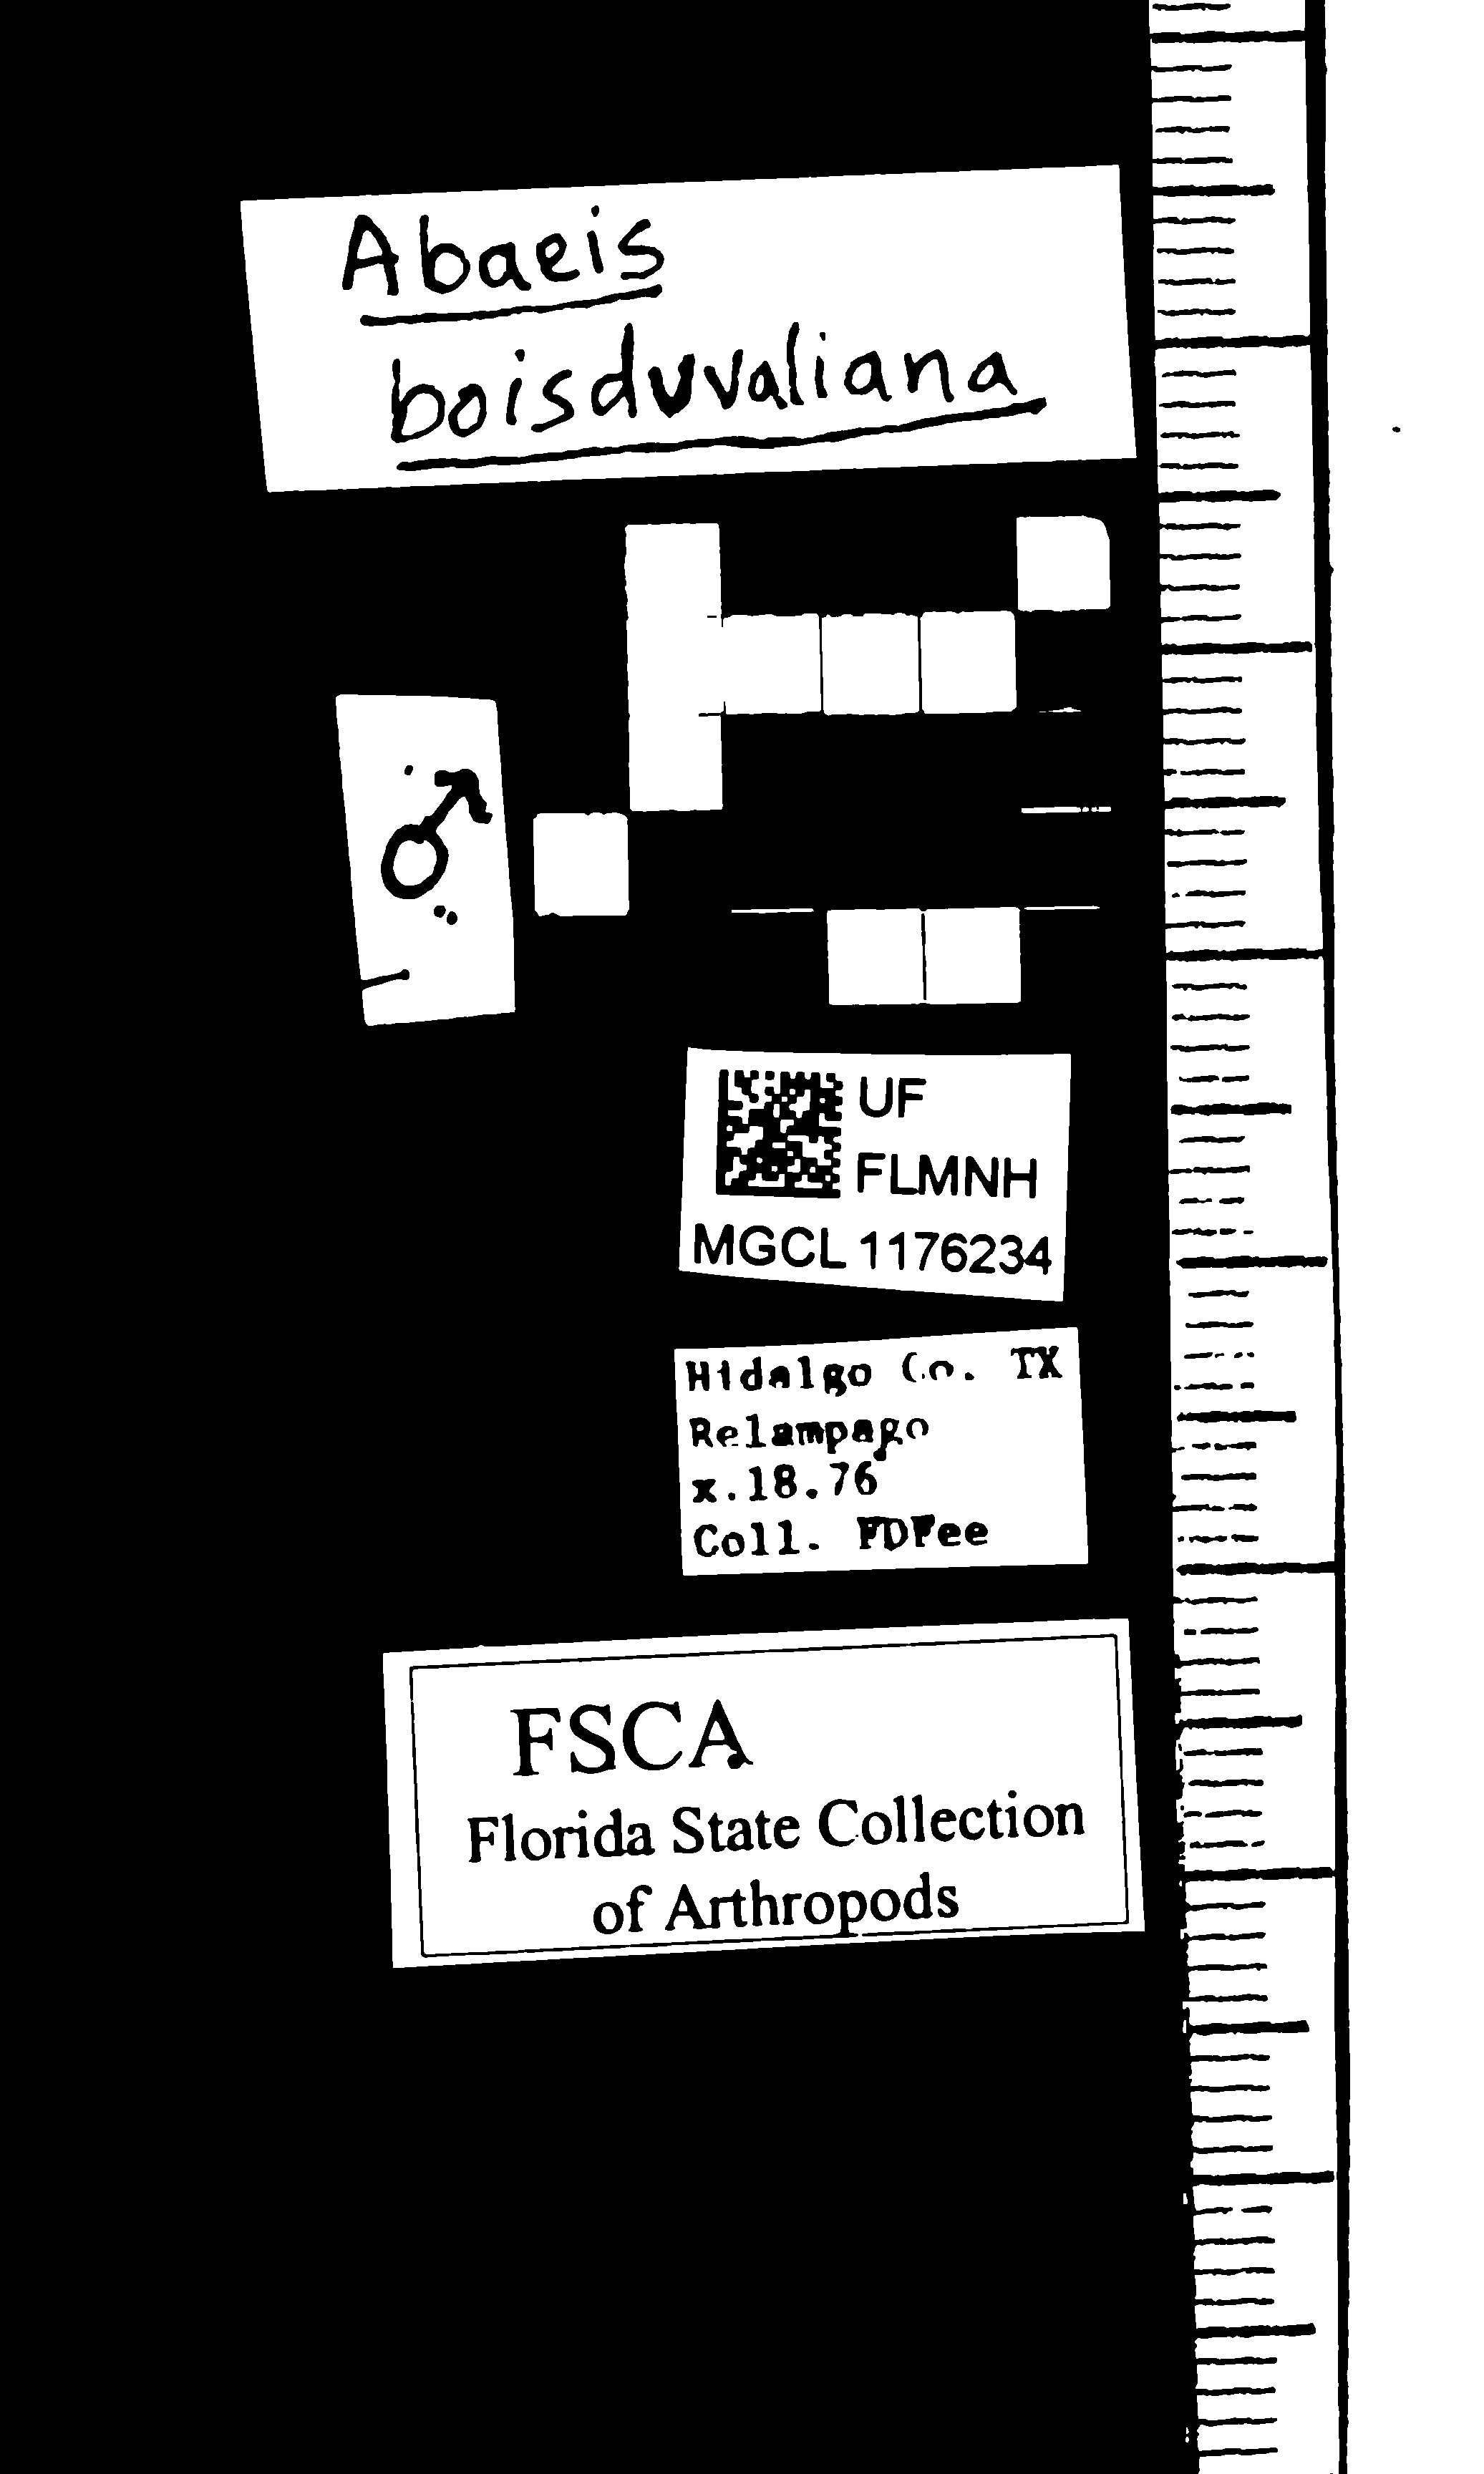 Abaeis
boisduvaliana
♂
UF
FLMNH
MGCL 1176234
Hidalgo Co. TX
Relampago
x.18.76
Coll. FDFee
FSCA
Florida State Collection
of Arthropods